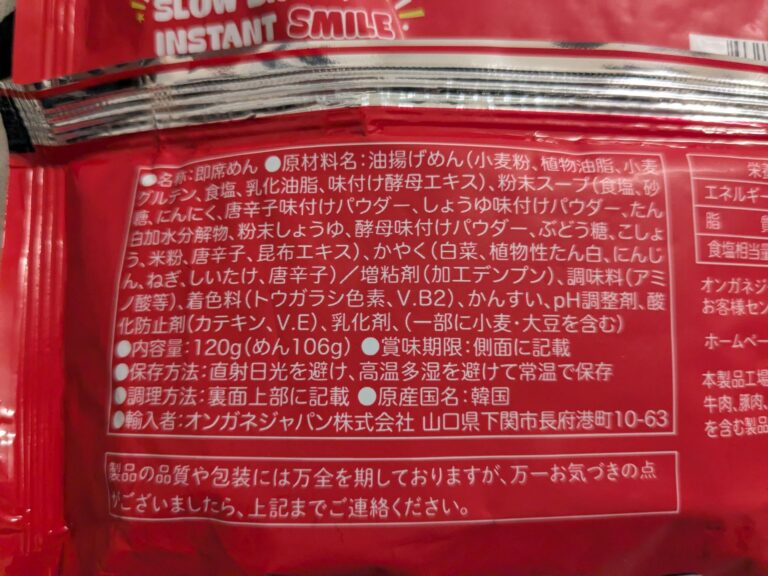 INSTANT SMILE
●名称：即席めん ●原材料名：油揚げめん（小麦粉、植物油脂、小麦
グルテン、食塩、乳化油脂、味付け酵母エキス）、粉末スープ（食塩、砂
糖、にんにく、唐辛子味付けパウダー、しょうゆ味付けパウダー、たん
白加水分解物、粉末しょうゆ、酵母味付けパウダー、ぶどう糖、こしょ
う、米粉、唐辛子、昆布エキス）、かやく（白菜、植物性たん白、にんじ
ん、ねぎ、しいたけ、唐辛子）／増粘剤（加工デンプン）、調味料（アミ
ノ酸等）、着色料（トウガラシ色素、V.B2）、かんすい、pH調整剤、酸
化防止剤（カテキン、V.E）、乳化剤、（一部に小麦・大豆を含む）
●内容量：120g（めん106g） ●賞味期限：側面に記載
●保存方法：直射日光を避け、高温多湿を避けて常温で保存
●調理方法：裏面上部に記載 ●原産国名：韓国
●輸入者：オンガネジャパン株式会社 山口県下関市長府港町10-63
製品の品質や包装には万全を期しておりますが、万一お気づきの点
がございましたら、上記までご連絡ください。
エネルギー
脂 質
食塩相当量
オンガネジ
お客様セン
ホームペー
本製品工場
牛肉、豚肉、
を含む製品